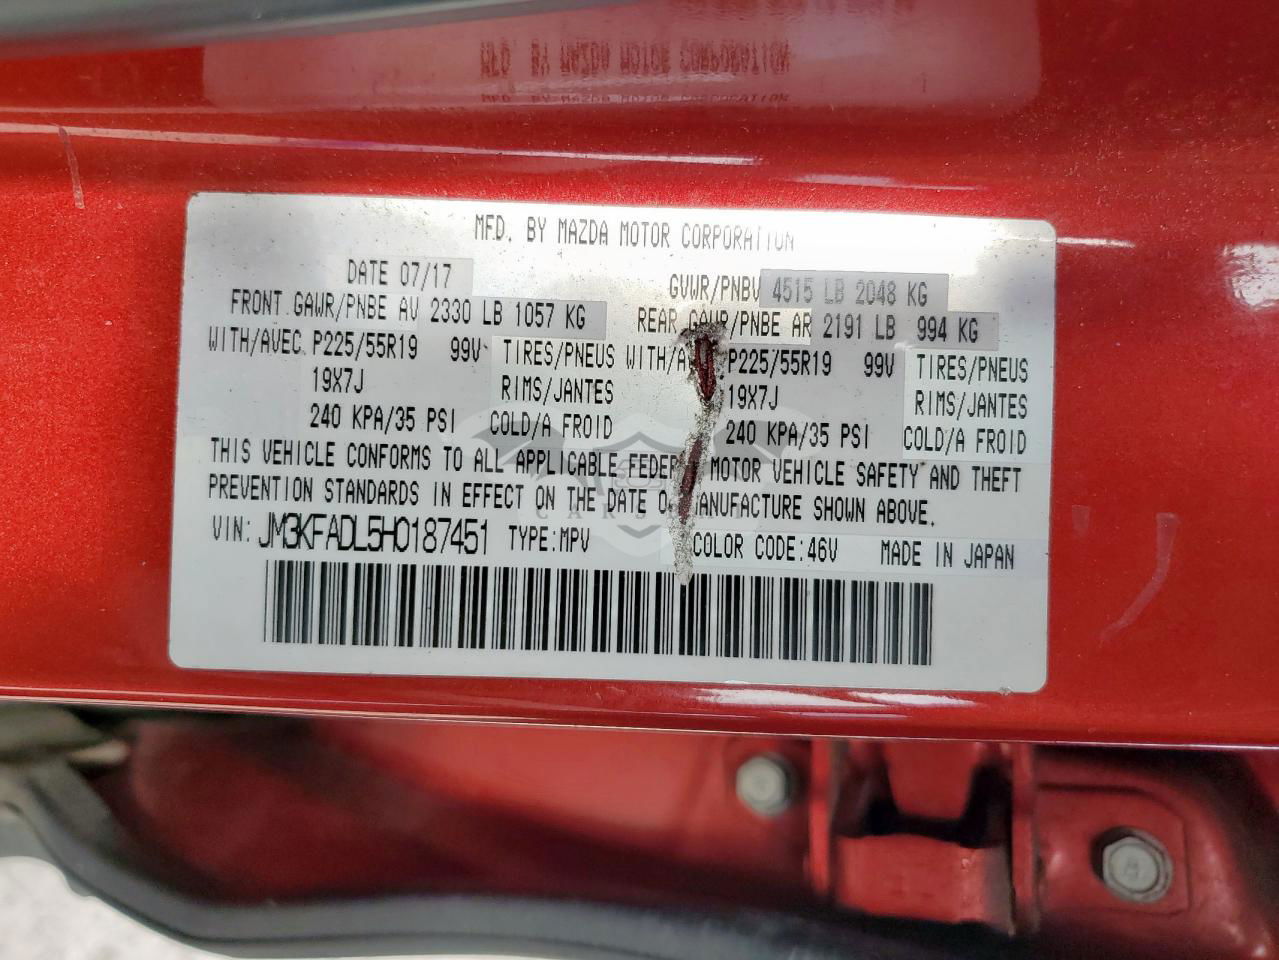 MFD. BY MAZDA MOTOR CORPORATION
DATE 07/17 GVWR/PNBV 4515 LB 2048 KG
FRONT GAWR/PNBE AV 2330 LB 1057 KG REAR GAWR/PNBE AR 2191 LB 994 KG
WITH/AVEC P225/55R19 99V TIRES/PNEUS WITH/AV P225/55R19 99V TIRES/PNEUS
19X7J RIMS/JANTES 19X7J RIMS/JANTES
240 KPA/35 PSI COLD/A FROID 240 KPA/35 PSI COLD/A FROID
THIS VEHICLE CONFORMS TO ALL APPLICABLE FEDERAL MOTOR VEHICLE SAFETY AND THEFT
PREVENTION STANDARDS IN EFFECT ON THE DATE OF MANUFACTURE SHOWN ABOVE.
VIN: JM3KFADL5H0187451 TYPE:MPV COLOR CODE:46V MADE IN JAPAN